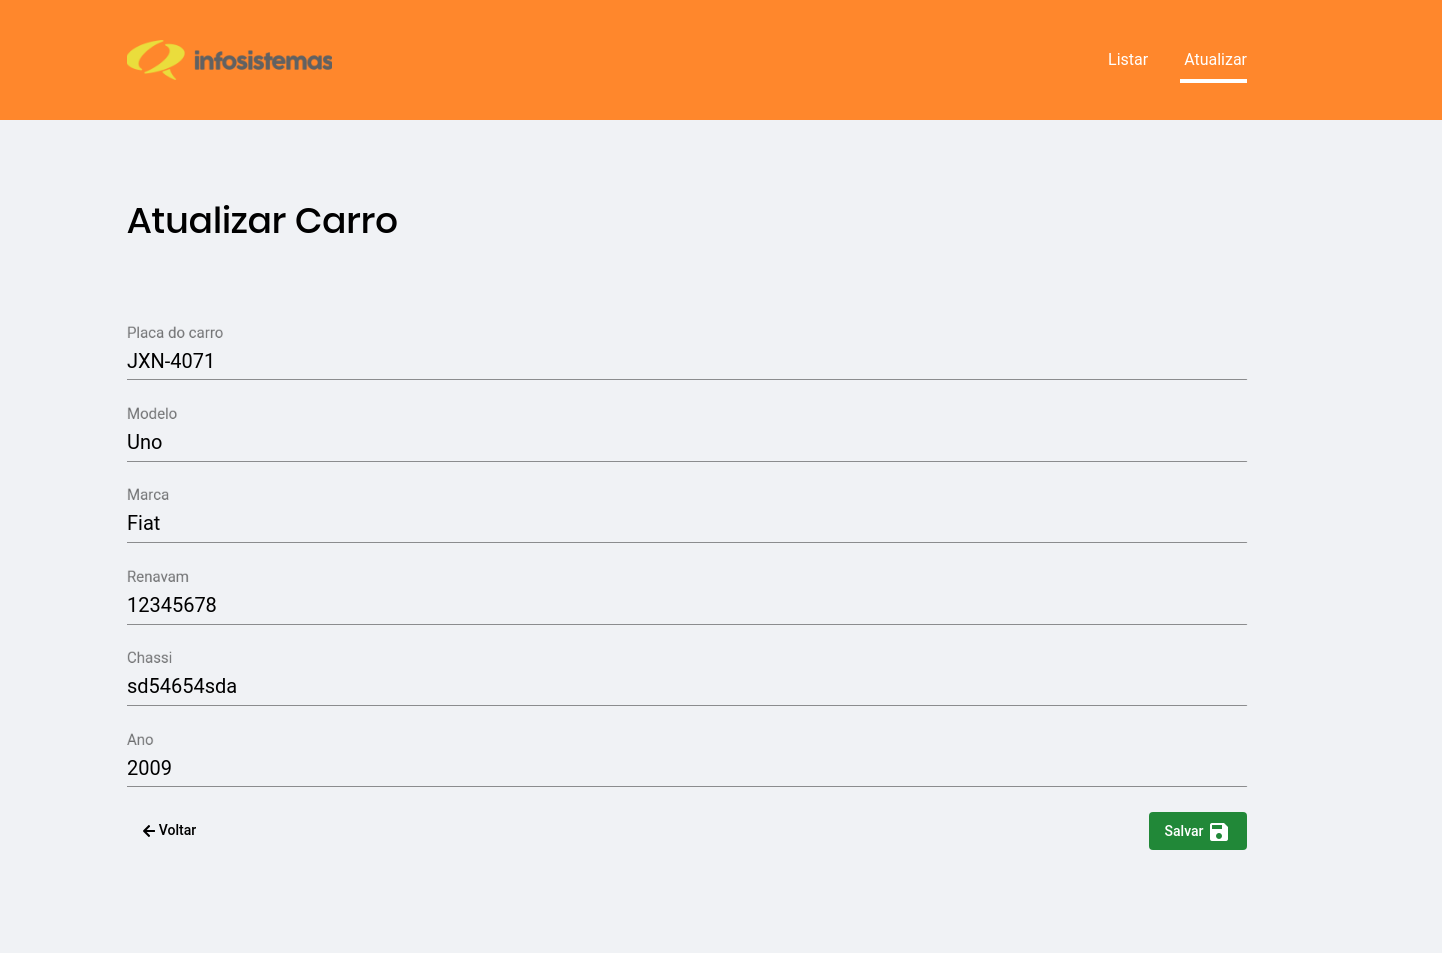 infosistemas
Listar
Atualizar
Atualizar Carro
Placa do carro
JXN-4071
Modelo
Uno
Marca
Fiat
Renavam
12345678
Chassi
sd54654sda
Ano
2009
Voltar
Salvar